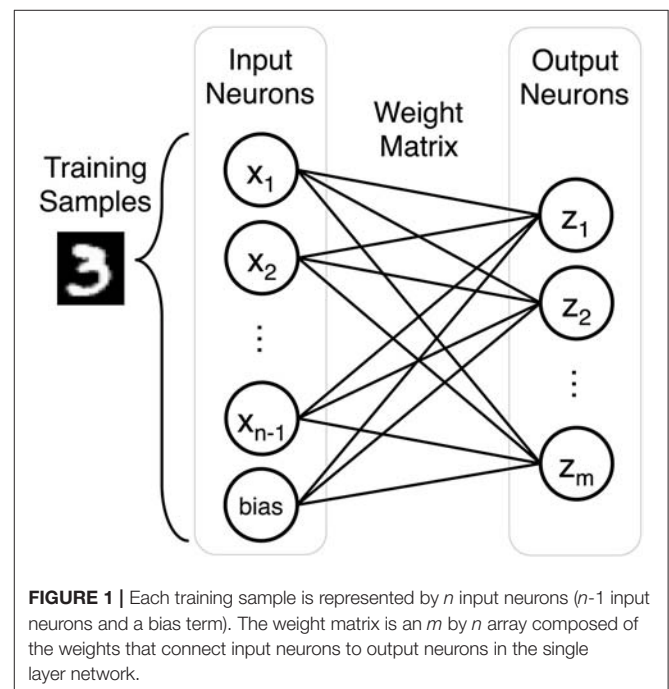 Input
Neurons
Output
Neurons
Weight
Matrix
Training
Samples
3
x₁
x₂
⋮
xₙ₋₁
bias
z₁
z₂
⋮
zₘ
FIGURE 1 | Each training sample is represented by n input neurons (n-1 input
neurons and a bias term). The weight matrix is an m by n array composed of
the weights that connect input neurons to output neurons in the single
layer network.